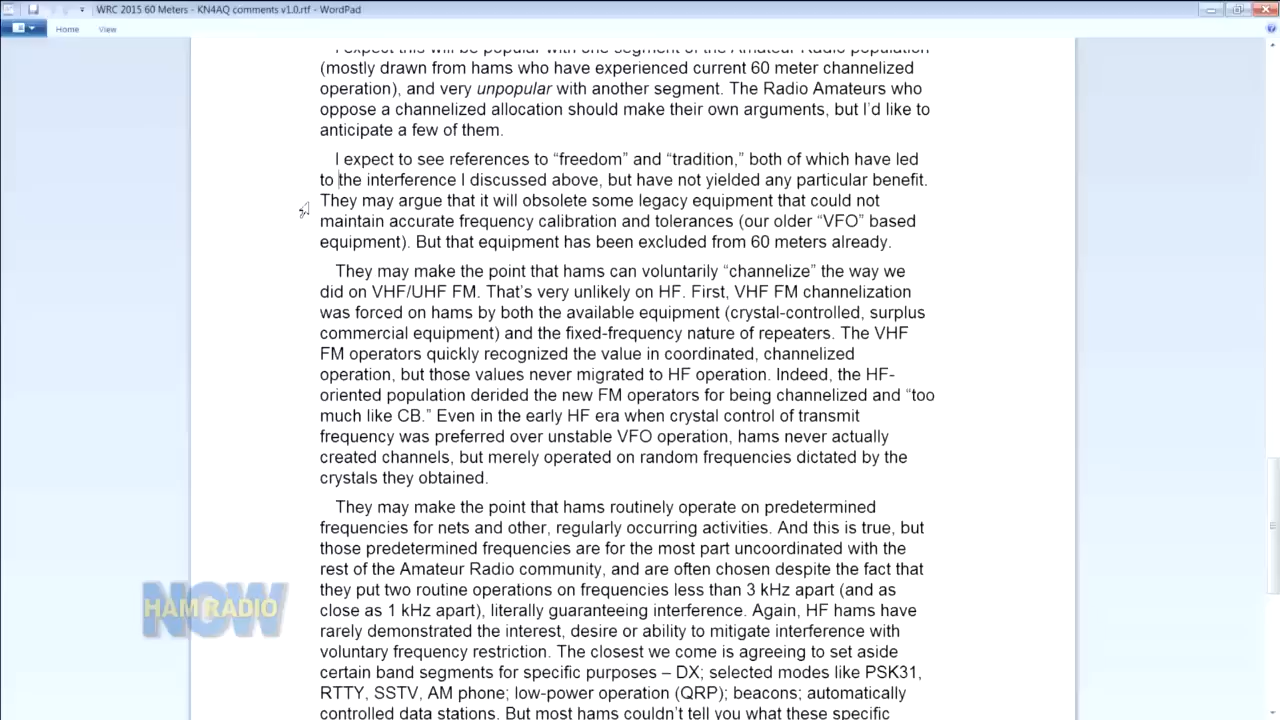 WRC 2015 60 Meters - KN4AQ comments v1.0.rtf - WordPad
Home View
I expect this will be popular with one segment of the Amateur Radio population
(mostly drawn from hams who have experienced current 60 meter channelized
operation), and very unpopular with another segment. The Radio Amateurs who
oppose a channelized allocation should make their own arguments, but I’d like to
anticipate a few of them.
I expect to see references to “freedom” and “tradition,” both of which have led
to the interference I discussed above, but have not yielded any particular benefit.
They may argue that it will obsolete some legacy equipment that could not
maintain accurate frequency calibration and tolerances (our older “VFO” based
equipment). But that equipment has been excluded from 60 meters already.
They may make the point that hams can voluntarily “channelize” the way we
did on VHF/UHF FM. That’s very unlikely on HF. First, VHF FM channelization
was forced on hams by both the available equipment (crystal-controlled, surplus
commercial equipment) and the fixed-frequency nature of repeaters. The VHF
FM operators quickly recognized the value in coordinated, channelized
operation, but those values never migrated to HF operation. Indeed, the HF-
oriented population derided the new FM operators for being channelized and “too
much like CB.” Even in the early HF era when crystal control of transmit
frequency was preferred over unstable VFO operation, hams never actually
created channels, but merely operated on random frequencies dictated by the
crystals they obtained.
They may make the point that hams routinely operate on predetermined
frequencies for nets and other, regularly occurring activities. And this is true, but
those predetermined frequencies are for the most part uncoordinated with the
rest of the Amateur Radio community, and are often chosen despite the fact that
they put two routine operations on frequencies less than 3 kHz apart (and as
close as 1 kHz apart), literally guaranteeing interference. Again, HF hams have
rarely demonstrated the interest, desire or ability to mitigate interference with
voluntary frequency restriction. The closest we come is agreeing to set aside
certain band segments for specific purposes – DX; selected modes like PSK31,
RTTY, SSTV, AM phone; low-power operation (QRP); beacons; automatically
controlled data stations. But most hams couldn’t tell you what these specific
HAM RADIO
NOW